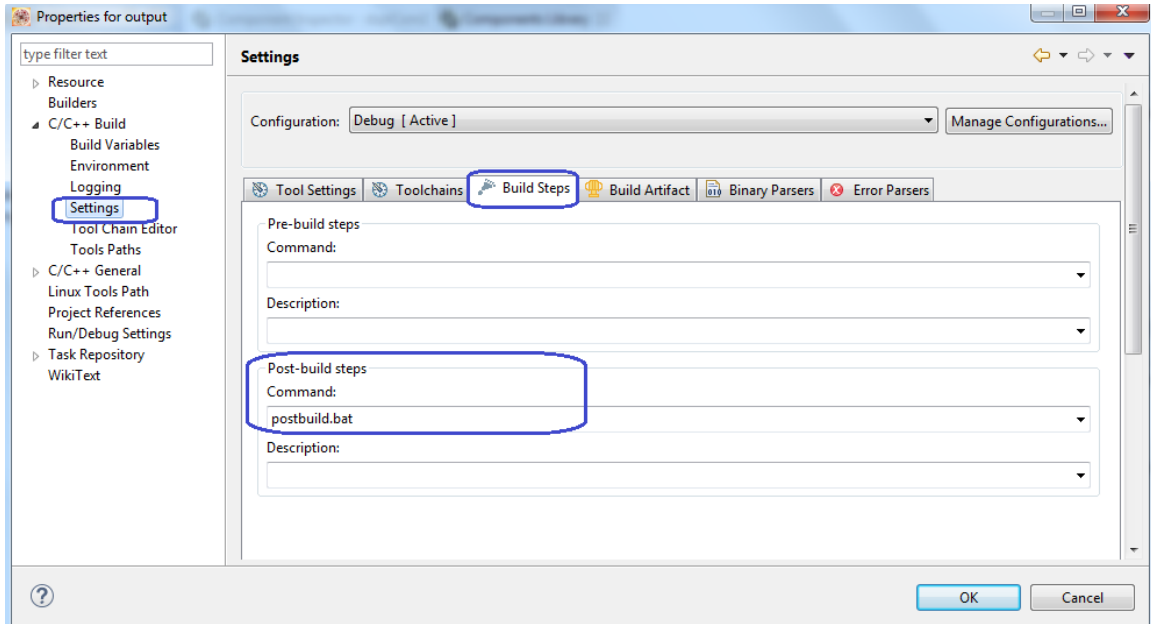 Properties for output
type filter text
Settings
Resource
Builders
C/C++ Build
Build Variables
Environment
Logging
Settings
Tool Chain Editor
Tools Paths
C/C++ General
Linux Tools Path
Project References
Run/Debug Settings
Task Repository
WikiText
Configuration: Debug [ Active ] Manage Configurations...
Tool Settings Toolchains Build Steps Build Artifact Binary Parsers Error Parsers
Pre-build steps
Command:
Description:
Post-build steps
Command:
postbuild.bat
Description:
OK Cancel